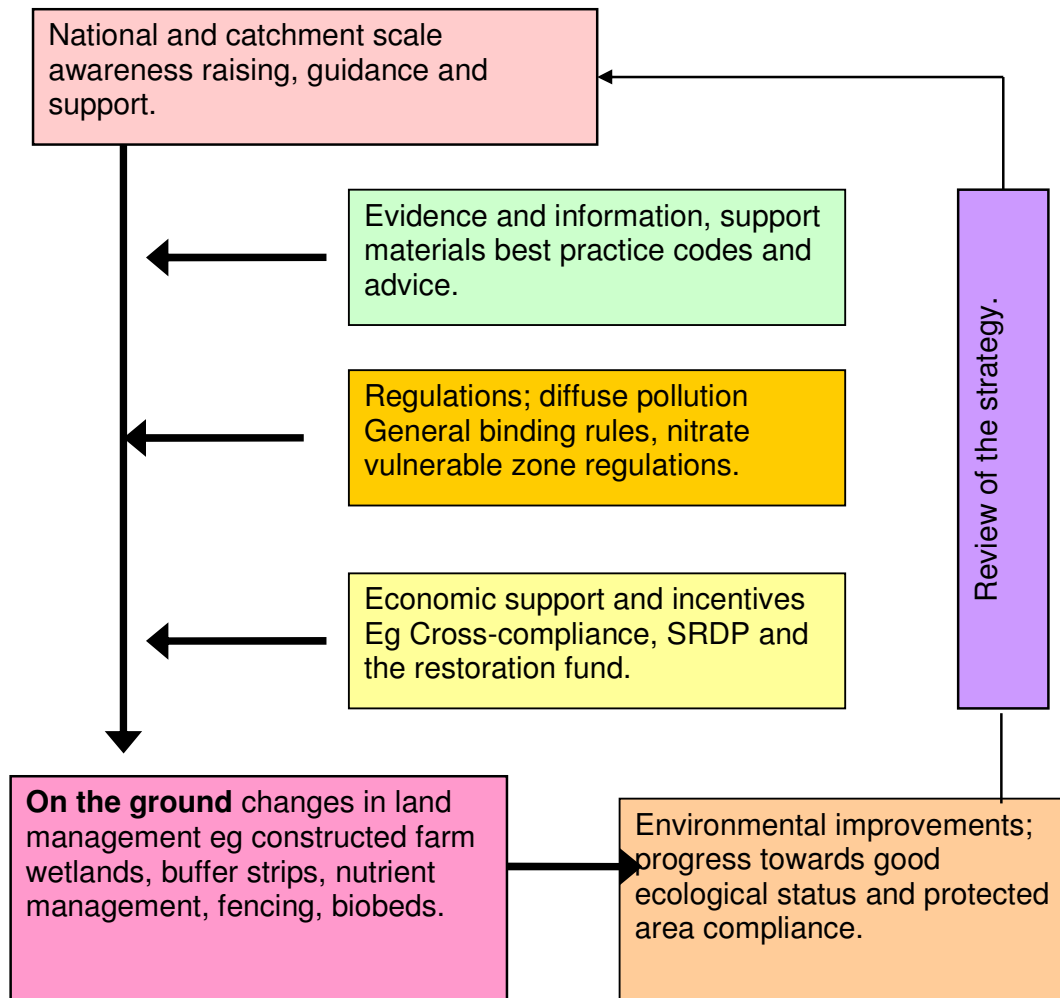 National and catchment scale
awareness raising, guidance and
support.
Evidence and information, support
materials best practice codes and
advice.
Regulations; diffuse pollution
General binding rules, nitrate
vulnerable zone regulations.
Economic support and incentives
Eg Cross-compliance, SRDP and
the restoration fund.
Review of the strategy.
On the ground changes in land
management eg constructed farm
wetlands, buffer strips, nutrient
management, fencing, biobeds.
Environmental improvements;
progress towards good
ecological status and protected
area compliance.